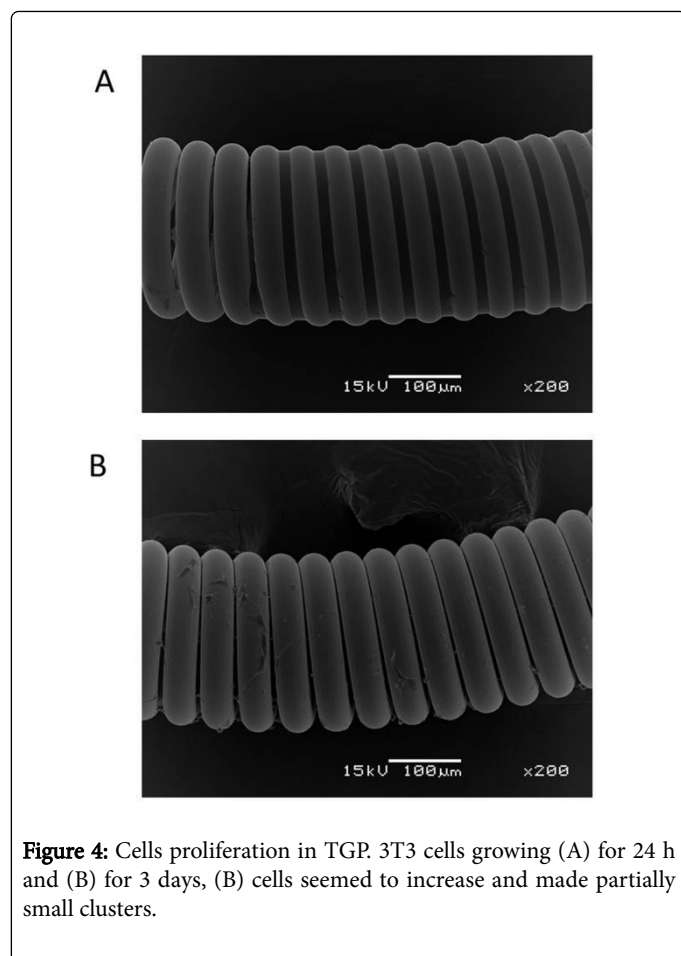 A
15kV 100μm x200
B
15kV 100μm x200
Figure 4: Cells proliferation in TGP. 3T3 cells growing (A) for 24 h
and (B) for 3 days, (B) cells seemed to increase and made partially
small clusters.